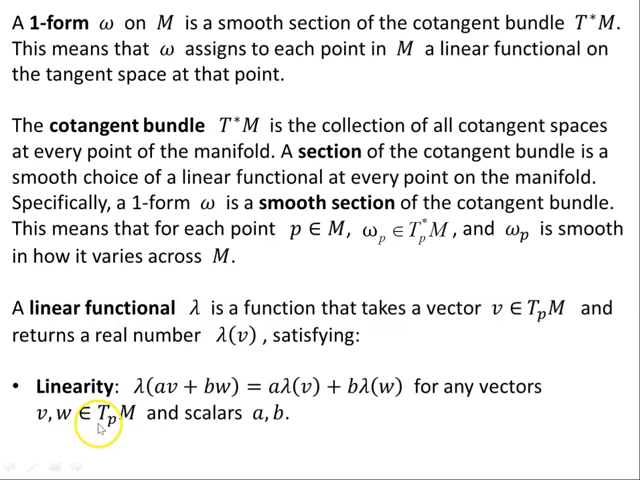 A 1-form ω on M is a smooth section of the cotangent bundle T*M.
This means that ω assigns to each point in M a linear functional on
the tangent space at that point.
The cotangent bundle T*M is the collection of all cotangent spaces
at every point of the manifold. A section of the cotangent bundle is a
smooth choice of a linear functional at every point on the manifold.
Specifically, a 1-form ω is a smooth section of the cotangent bundle.
This means that for each point p ∈ M, ω_p ∈ T_p^*M, and ω_p is smooth
in how it varies across M.
A linear functional λ is a function that takes a vector v ∈ T_pM and
returns a real number λ(v), satisfying:
• Linearity: λ(av + bw) = aλ(v) + bλ(w) for any vectors
v, w ∈ T_pM and scalars a, b.